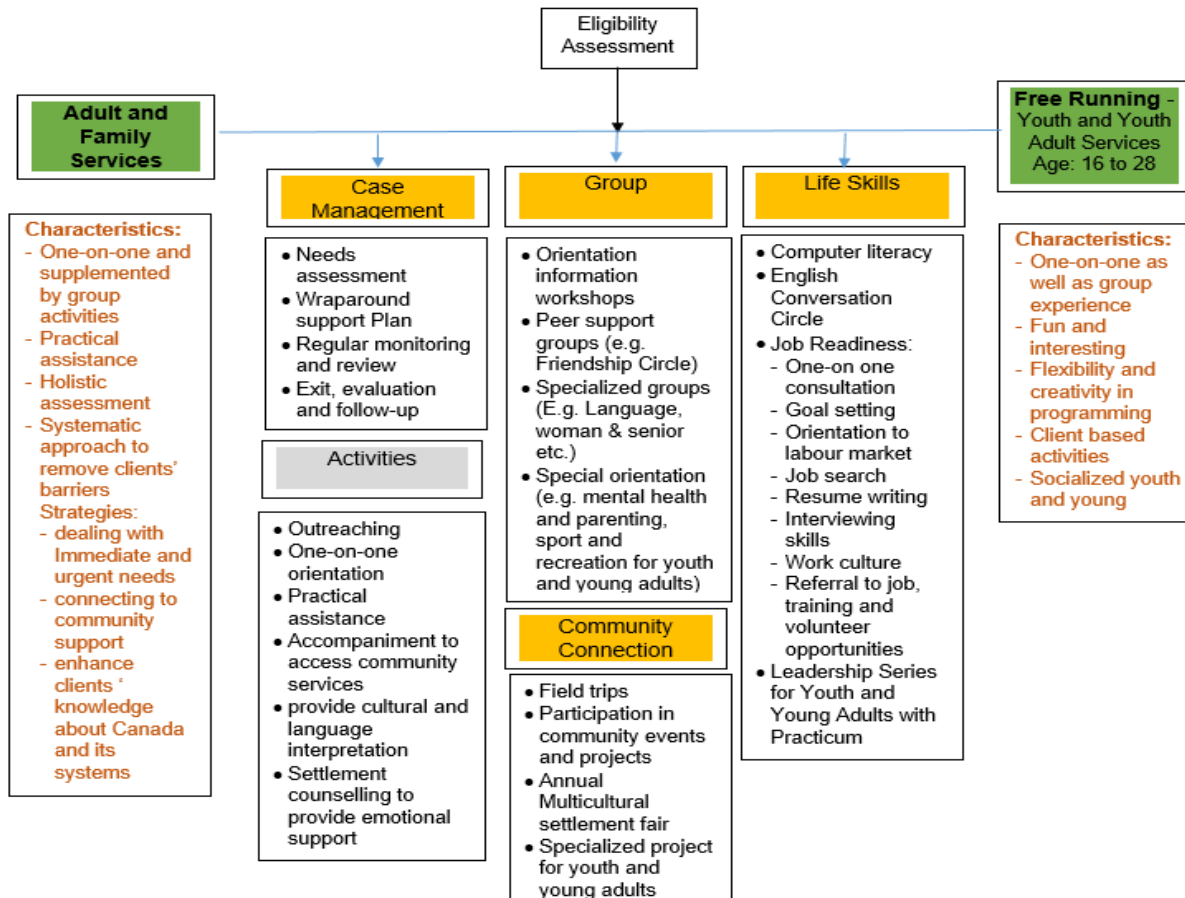 Eligibility
Assessment
Adult and
Family
Services
Free Running -
Youth and Youth
Adult Services
Age: 16 to 28
Case
Management
Group
Life Skills
Characteristics:
- One-on-one and
supplemented
by group
activities
- Practical
assistance
- Holistic
assessment
- Systematic
approach to
remove clients'
barriers
Strategies:
- dealing with
Immediate and
urgent needs
- connecting to
community
support
- enhance
clients '
knowledge
about Canada
and its
systems
• Needs
assessment
• Wraparound
support Plan
• Regular monitoring
and review
• Exit, evaluation
and follow-up
Activities
• Outreaching
• One-on-one
orientation
• Practical
assistance
• Accompaniment to
access community
services
• provide cultural and
language
interpretation
• Settlement
counselling to
provide emotional
support
• Orientation
information
workshops
• Peer support
groups (e.g.
Friendship Circle)
• Specialized groups
(E.g. Language,
woman & senior
etc.)
• Special orientation
(e.g. mental health
and parenting,
sport and
recreation for youth
and young adults)
Community
Connection
• Field trips
• Participation in
community events
and projects
• Annual
Multicultural
settlement fair
• Specialized project
for youth and
young adults
• Computer literacy
• English
Conversation
Circle
• Job Readiness:
- One-on one
consultation
- Goal setting
- Orientation to
labour market
- Job search
- Resume writing
- Interviewing
skills
- Work culture
- Referral to job,
training and
volunteer
opportunities
• Leadership Series
for Youth and
Young Adults with
Practicum
Characteristics:
- One-on-one as
well as group
experience
- Fun and
interesting
- Flexibility and
creativity in
programming
- Client based
activities
- Socialized youth
and young